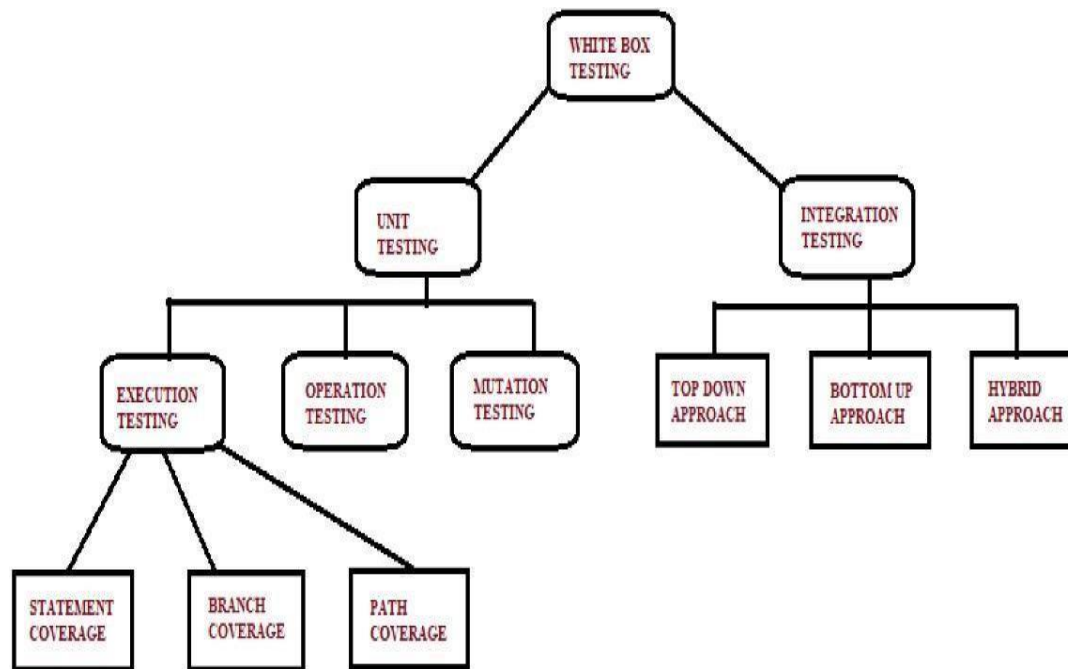 WHITE BOX
TESTING
UNIT
TESTING
INTEGRATION
TESTING
EXECUTION
TESTING
OPERATION
TESTING
MUTATION
TESTING
TOP DOWN
APPROACH
BOTTOM UP
APPROACH
HYBRID
APPROACH
STATEMENT
COVERAGE
BRANCH
COVERAGE
PATH
COVERAGE